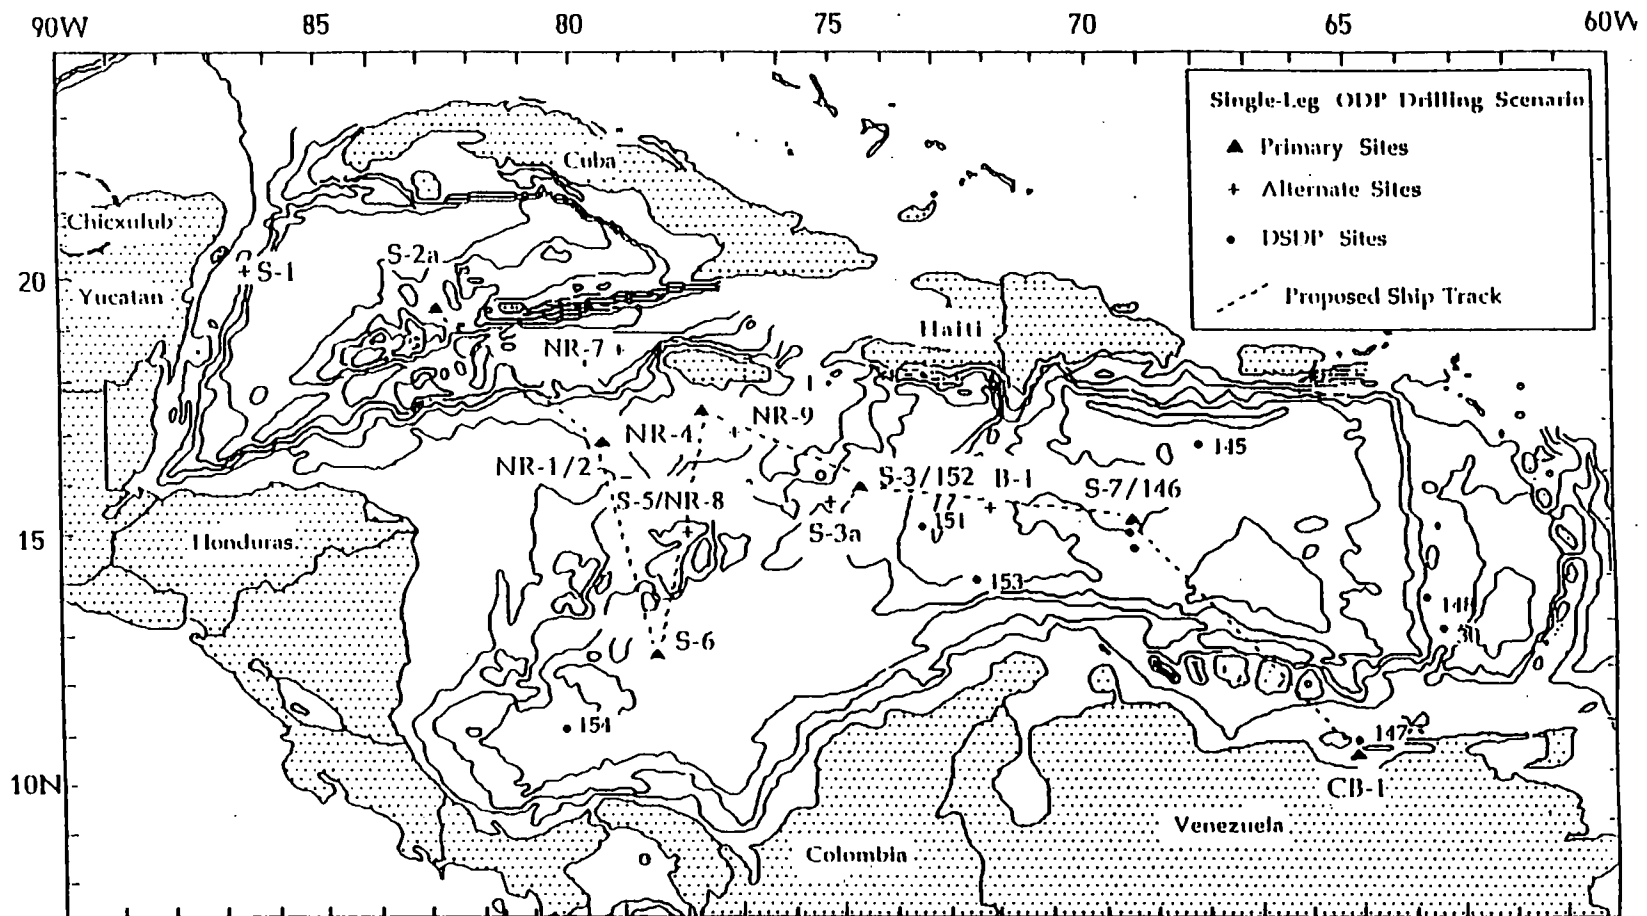 90W 85 80 75 70 65 60W
Single-Leg ODP Drilling Scenario
Primary Sites
Alternate Sites
DSDP Sites
Proposed Ship Track
Cuba
Chicxulub
S-1
S-2a
20
Yucatan
Haiti
NR-7
NR-9
NR-4
145
NR-1/2
S-3/152
B-1
S-7/146
S-5/NR-8
151
S-3a
15
Honduras
153
148
31
S-6
154
147
10N
CB-1
Venezuela
Colombia